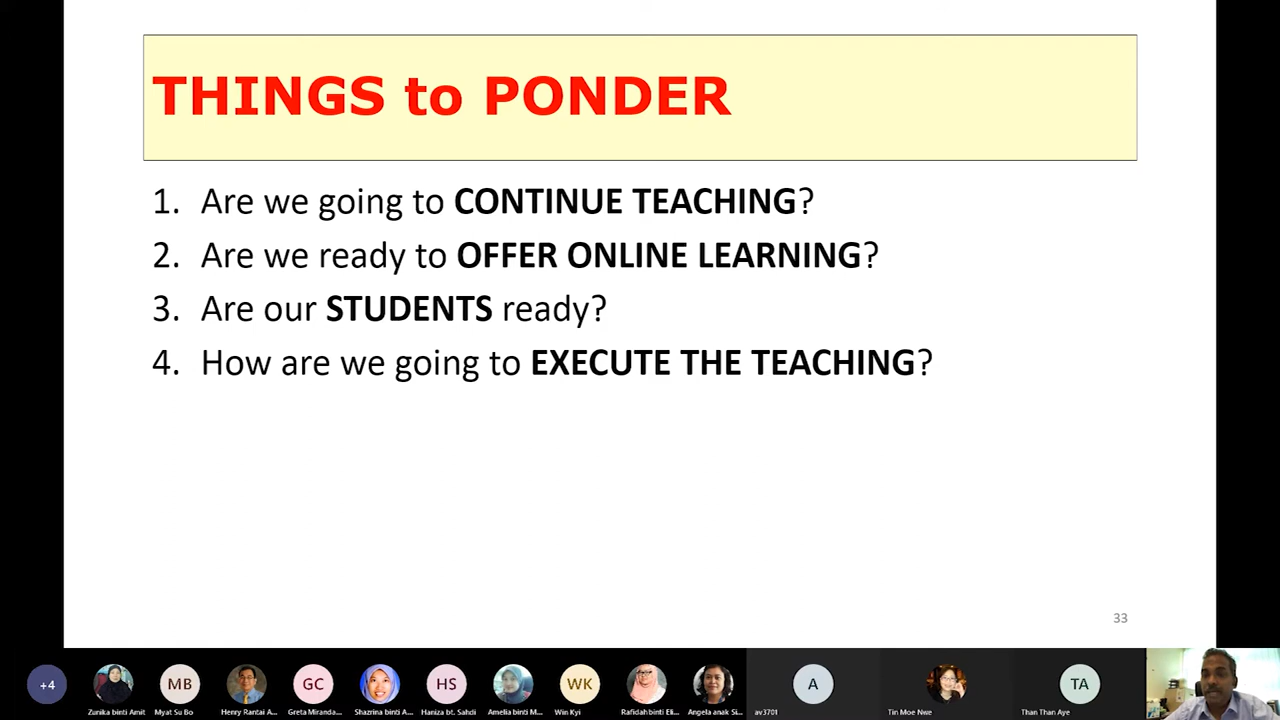 THINGS to PONDER
1. Are we going to CONTINUE TEACHING?
2. Are we ready to OFFER ONLINE LEARNING?
3. Are our STUDENTS ready?
4. How are we going to EXECUTE THE TEACHING?
33
+4
MB
GC
HS
WK
A
TA
Zunika binti Amit
Myat Su Bo
Henry Rantai A...
Greta Miranda...
Shazrina binti A...
Haniza bt. Sahdi
Amelia binti M...
Win Kyi
Rafidah binti Eli...
Angela anak Si...
av3701
Tin Moe Nwe
Than Than Aye